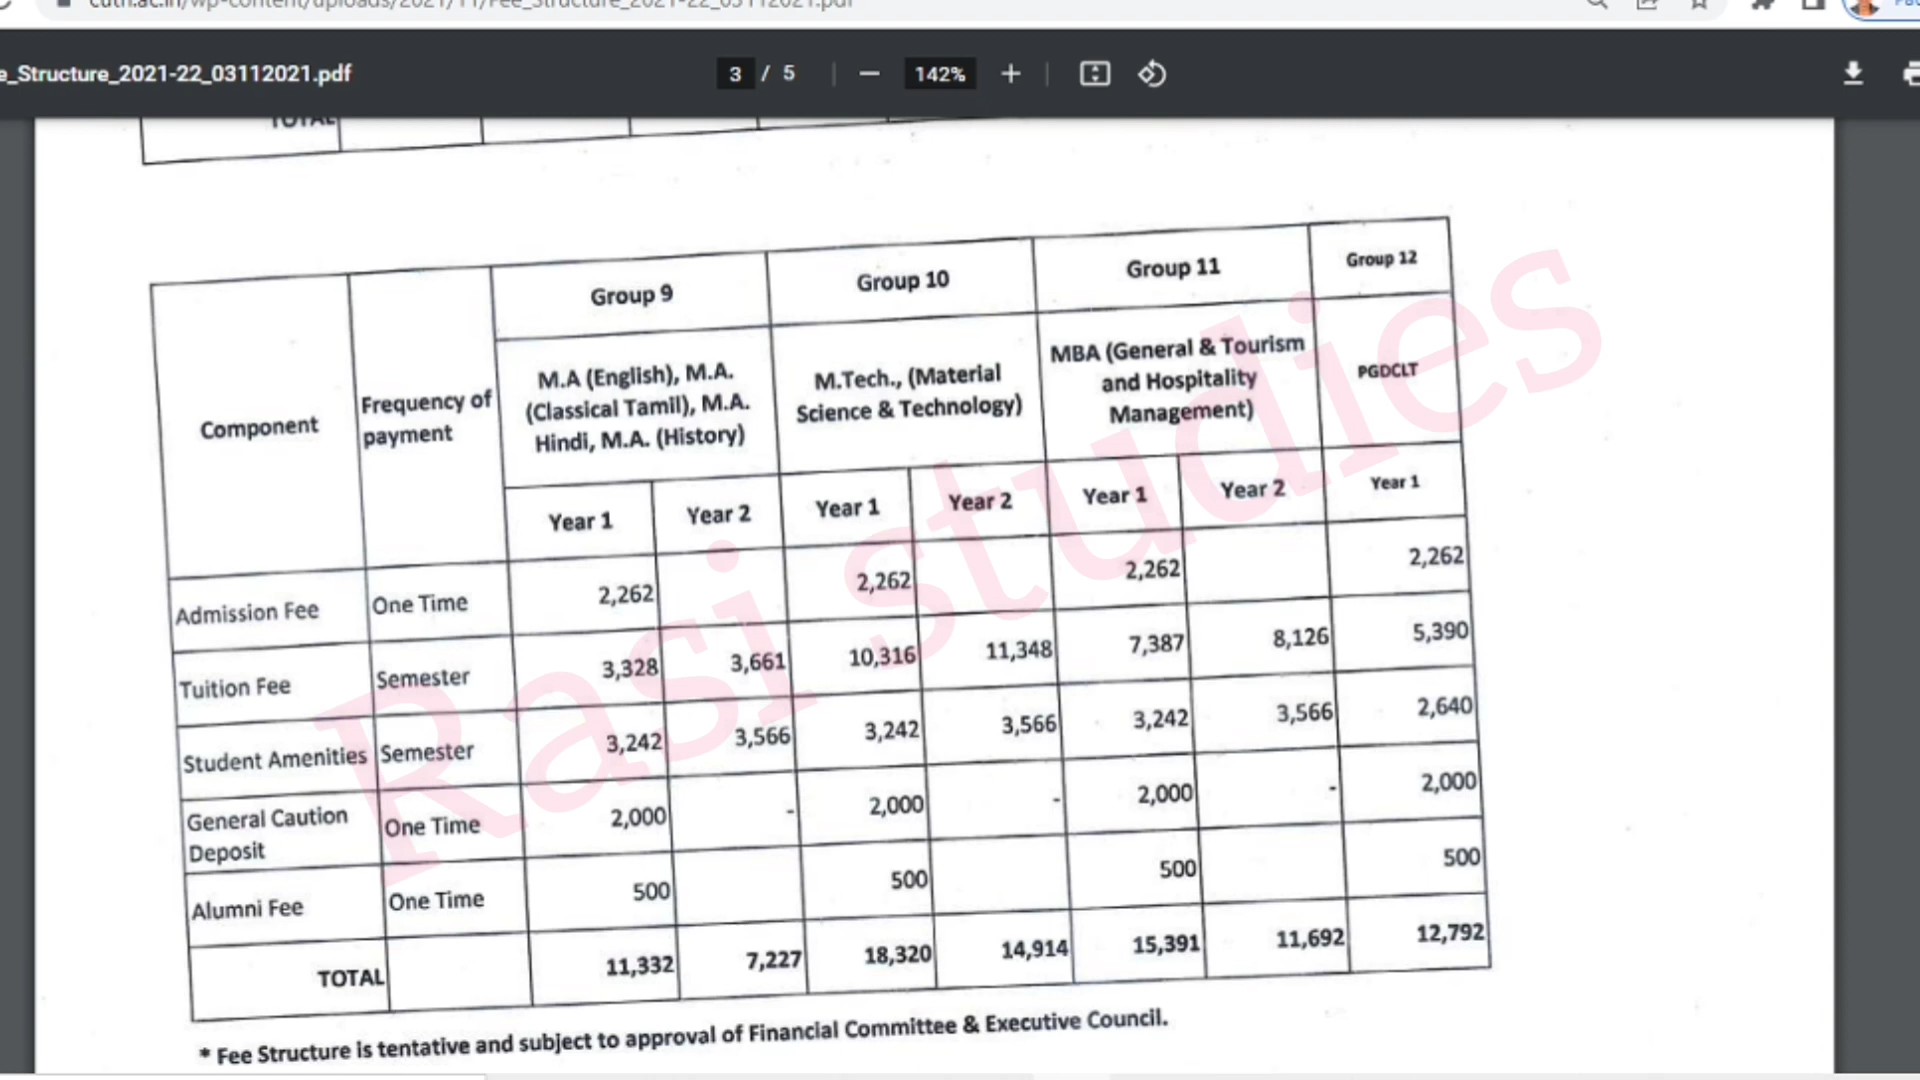 e_Structure_2021-22_03112021.pdf
3 / 5
142%
TOTAL
Component Frequency of payment Group 9 Group 10 Group 11 Group 12
M.A (English), M.A. (Classical Tamil), M.A. Hindi, M.A. (History) M.Tech., (Material Science & Technology) MBA (General & Tourism and Hospitality Management) PGDCLT
Year 1 Year 2 Year 1 Year 2 Year 1 Year 2 Year 1
Admission Fee One Time 2,262 2,262 2,262 2,262
Tuition Fee Semester 3,328 3,661 10,316 11,348 7,387 8,126 5,390
Student Amenities Semester 3,242 3,566 3,242 3,566 3,242 3,566 2,640
General Caution Deposit One Time 2,000 - 2,000 - 2,000 - 2,000
Alumni Fee One Time 500 500 500 500
TOTAL 11,332 7,227 18,320 14,914 15,391 11,692 12,792
* Fee Structure is tentative and subject to approval of Financial Committee & Executive Council.
Rasi studies